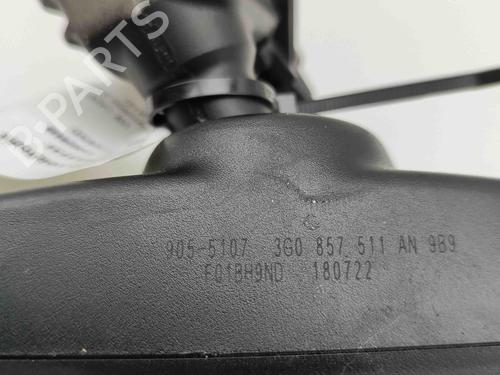 B-PARTS
905-5107 3G0 857 511 AN 9B9
F01BH9ND 180722